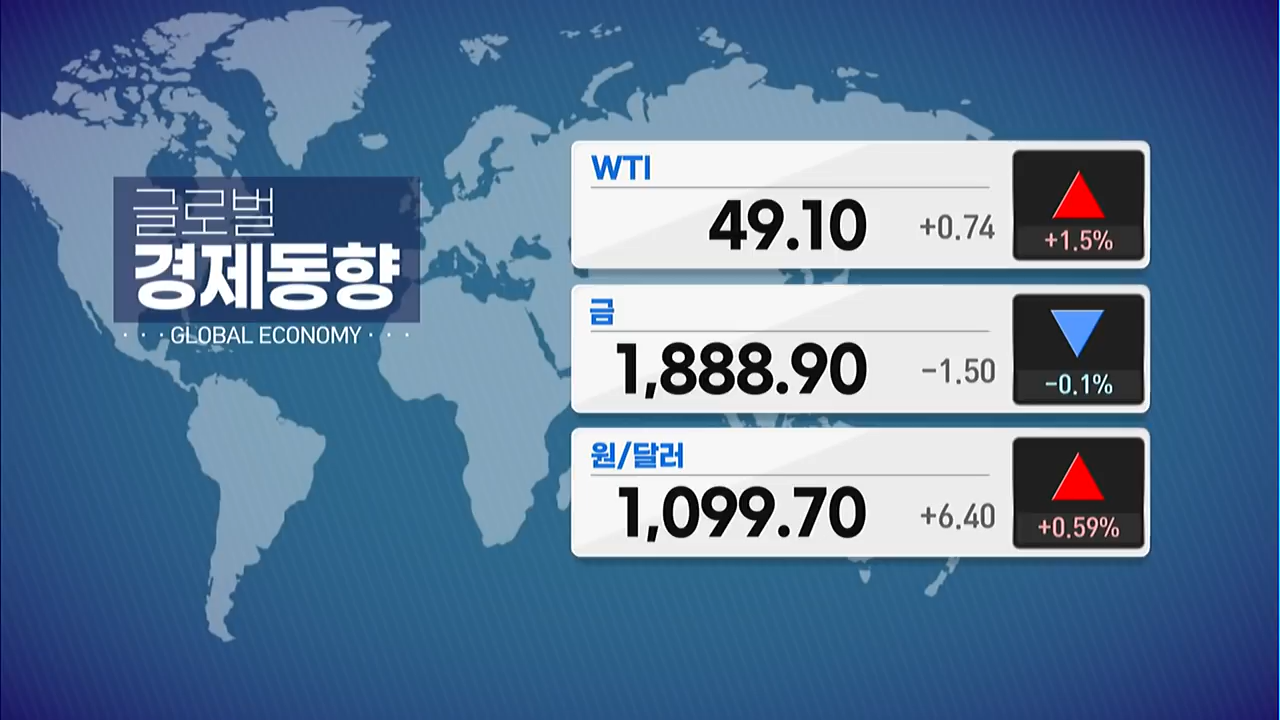 글로벌
경제동향
· · · GLOBAL ECONOMY · · ·
WTI
49.10 +0.74
+1.5%
금
1,888.90 -1.50
-0.1%
원/달러
1,099.70 +6.40
+0.59%